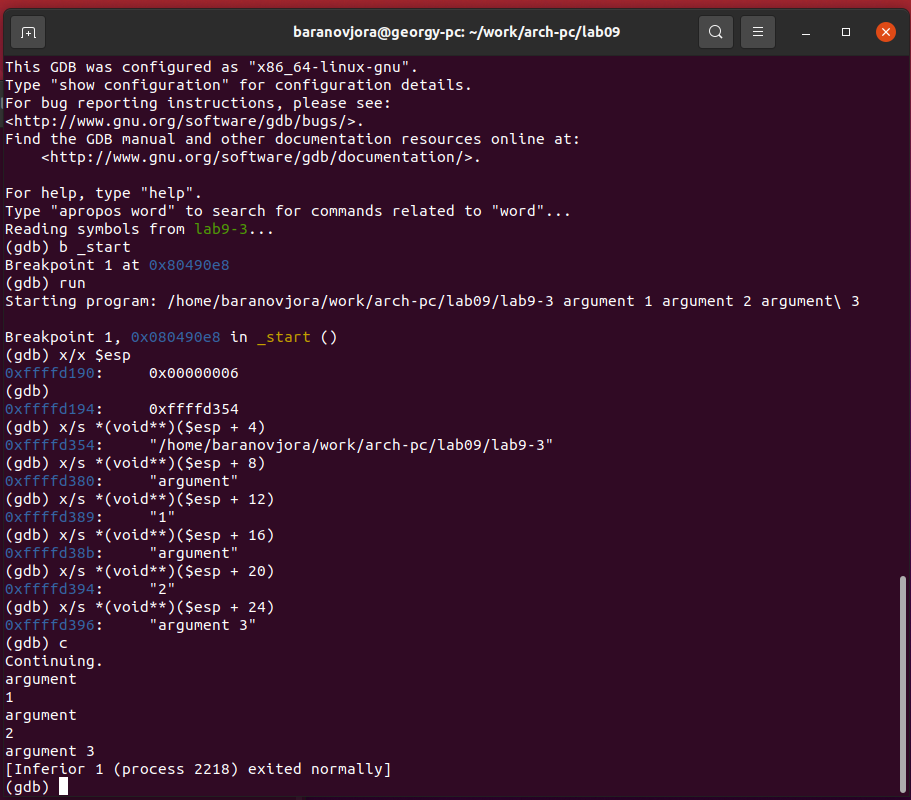 baranovjora@georgy-pc: ~/work/arch-pc/lab09
This GDB was configured as "x86_64-linux-gnu".
Type "show configuration" for configuration details.
For bug reporting instructions, please see:
<http://www.gnu.org/software/gdb/bugs/>.
Find the GDB manual and other documentation resources online at:
    <http://www.gnu.org/software/gdb/documentation/>.

For help, type "help".
Type "apropos word" to search for commands related to "word"...
Reading symbols from lab9-3...
(gdb) b _start
Breakpoint 1 at 0x80490e8
(gdb) run
Starting program: /home/baranovjora/work/arch-pc/lab09/lab9-3 argument 1 argument 2 argument\ 3

Breakpoint 1, 0x080490e8 in _start ()
(gdb) x/x $esp
0xffffd190:     0x00000006
(gdb)
0xffffd194:     0xffffd354
(gdb) x/s *(void**)($esp + 4)
0xffffd354:     "/home/baranovjora/work/arch-pc/lab09/lab9-3"
(gdb) x/s *(void**)($esp + 8)
0xffffd380:     "argument"
(gdb) x/s *(void**)($esp + 12)
0xffffd389:     "1"
(gdb) x/s *(void**)($esp + 16)
0xffffd38b:     "argument"
(gdb) x/s *(void**)($esp + 20)
0xffffd394:     "2"
(gdb) x/s *(void**)($esp + 24)
0xffffd396:     "argument 3"
(gdb) c
Continuing.
argument
1
argument
2
argument 3
[Inferior 1 (process 2218) exited normally]
(gdb)